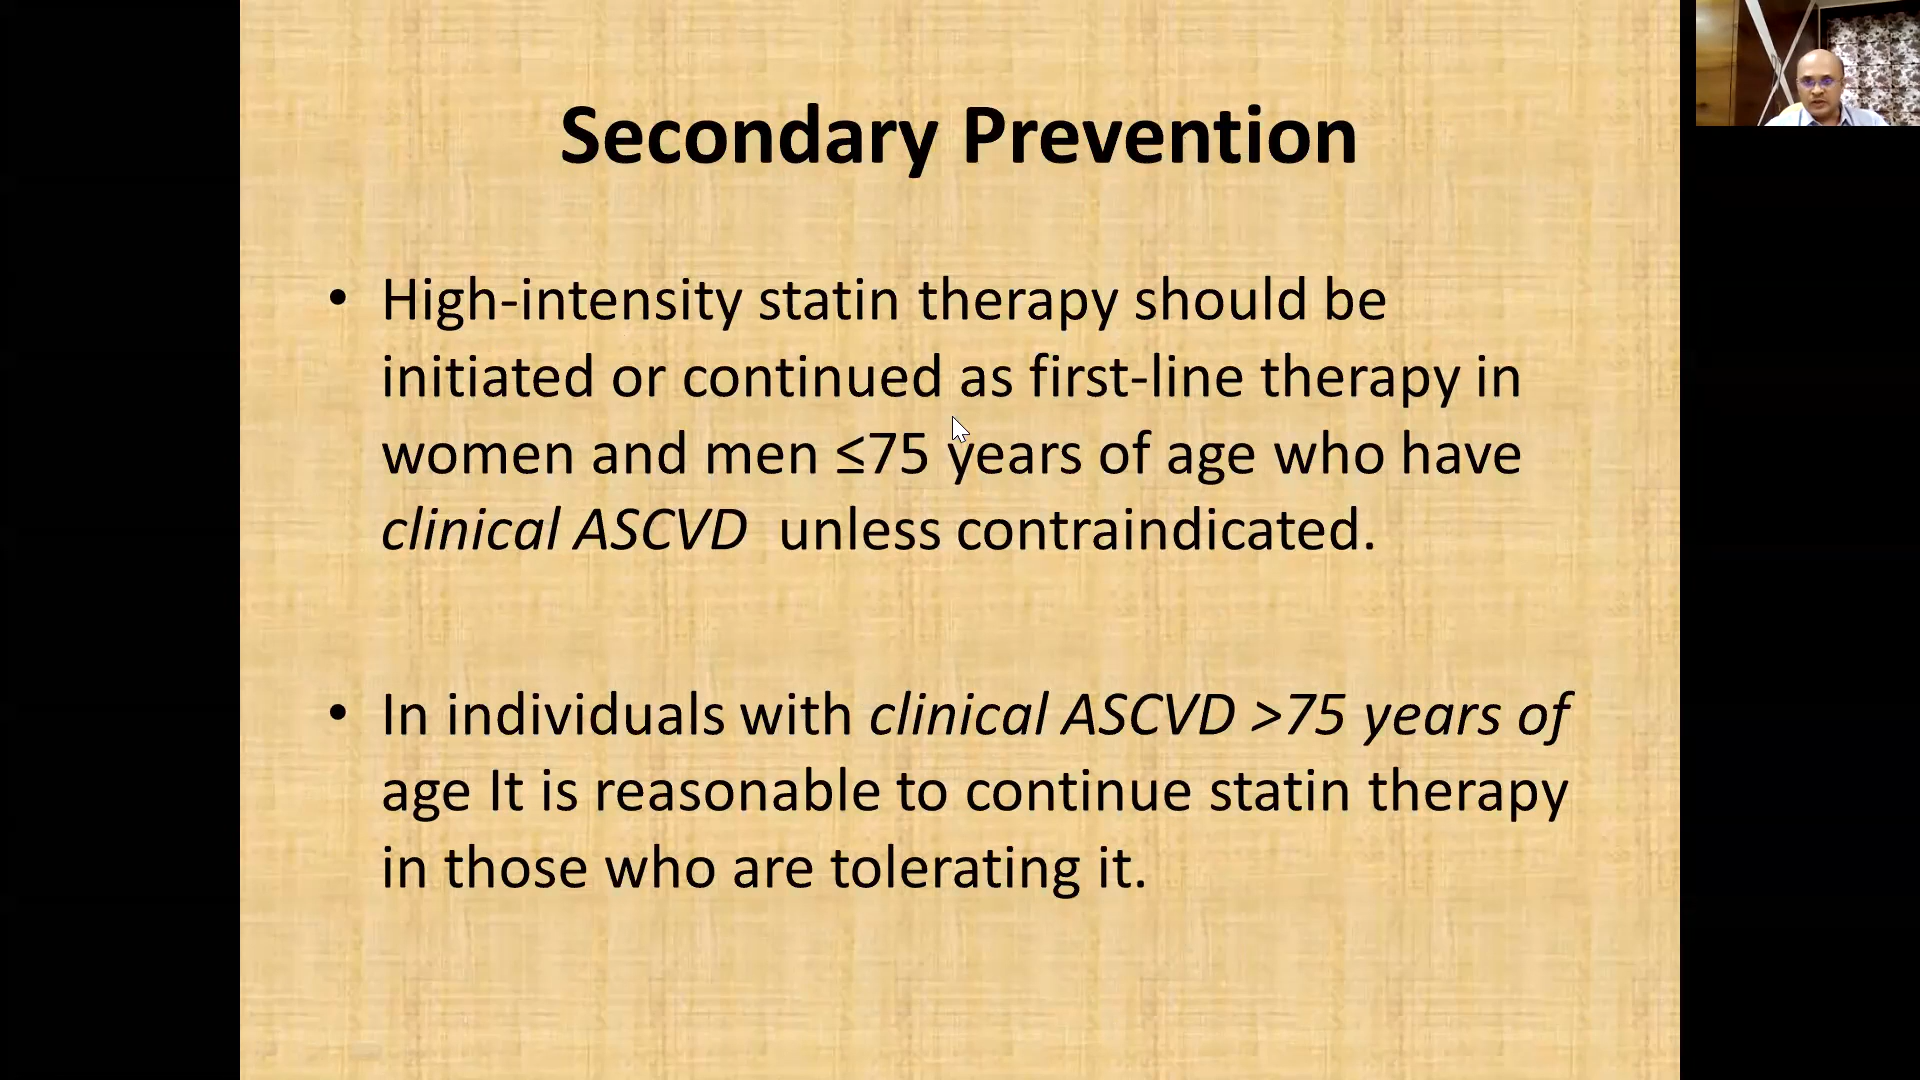 Secondary Prevention
• High-intensity statin therapy should be
initiated or continued as first-line therapy in
women and men ≤75 years of age who have
clinical ASCVD unless contraindicated.
• In individuals with clinical ASCVD >75 years of
age It is reasonable to continue statin therapy
in those who are tolerating it.